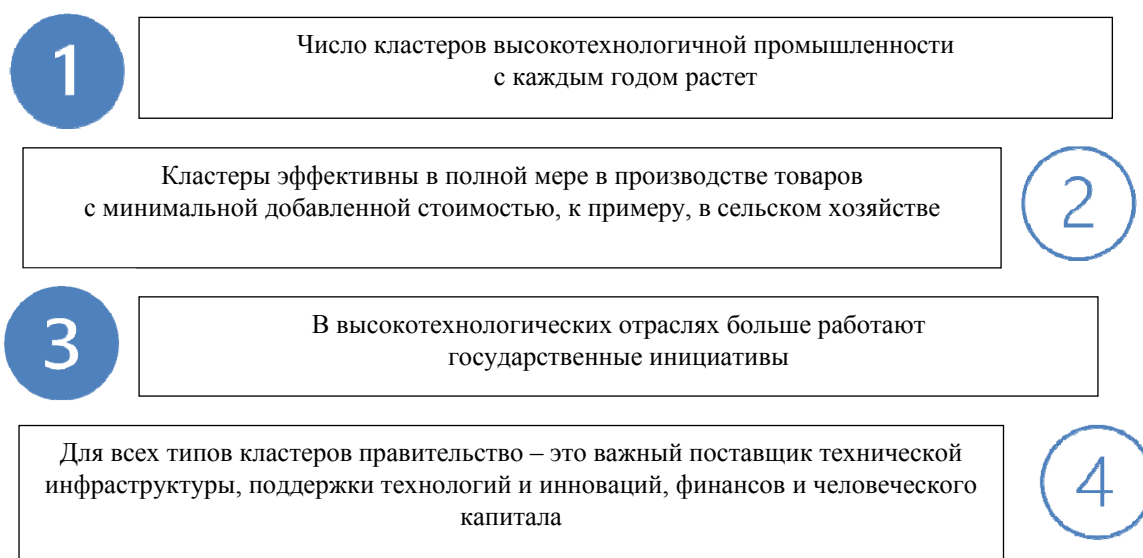 1
Число кластеров высокотехнологичной промышленности
с каждым годом растет
Кластеры эффективны в полной мере в производстве товаров
с минимальной добавленной стоимостью, к примеру, в сельском хозяйстве
2
3
В высокотехнологических отраслях больше работают
государственные инициативы
Для всех типов кластеров правительство – это важный поставщик технической
инфраструктуры, поддержки технологий и инноваций, финансов и человеческого
капитала
4